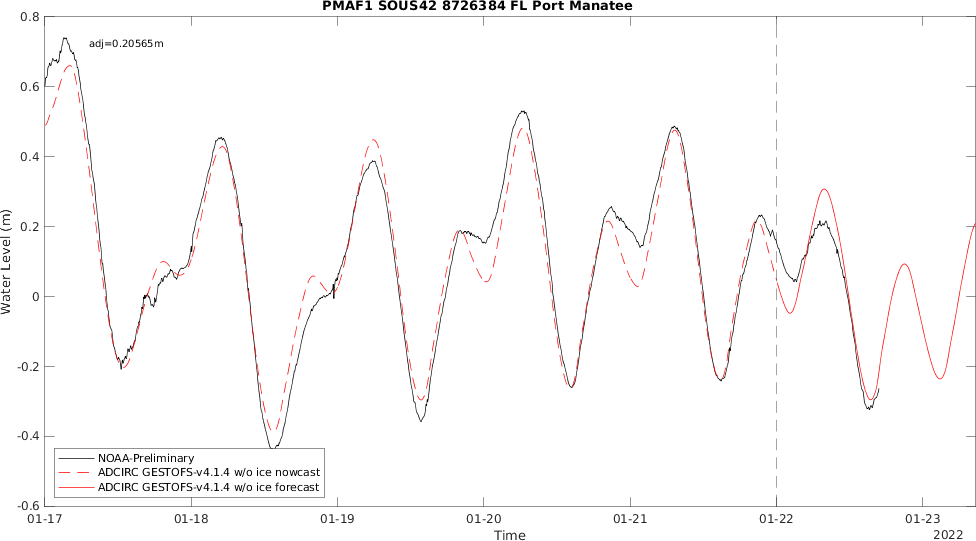 PMAF1 SOUS42 8726384 FL Port Manatee
adj=0.20565m
0.8
0.6
0.4
0.2
0
-0.2
-0.4
-0.6
Water Level (m)
NOAA-Preliminary
ADCIRC GESTOFS-v4.1.4 w/o ice nowcast
ADCIRC GESTOFS-v4.1.4 w/o ice forecast
01-17 01-18 01-19 01-20 01-21 01-22 01-23
Time
2022